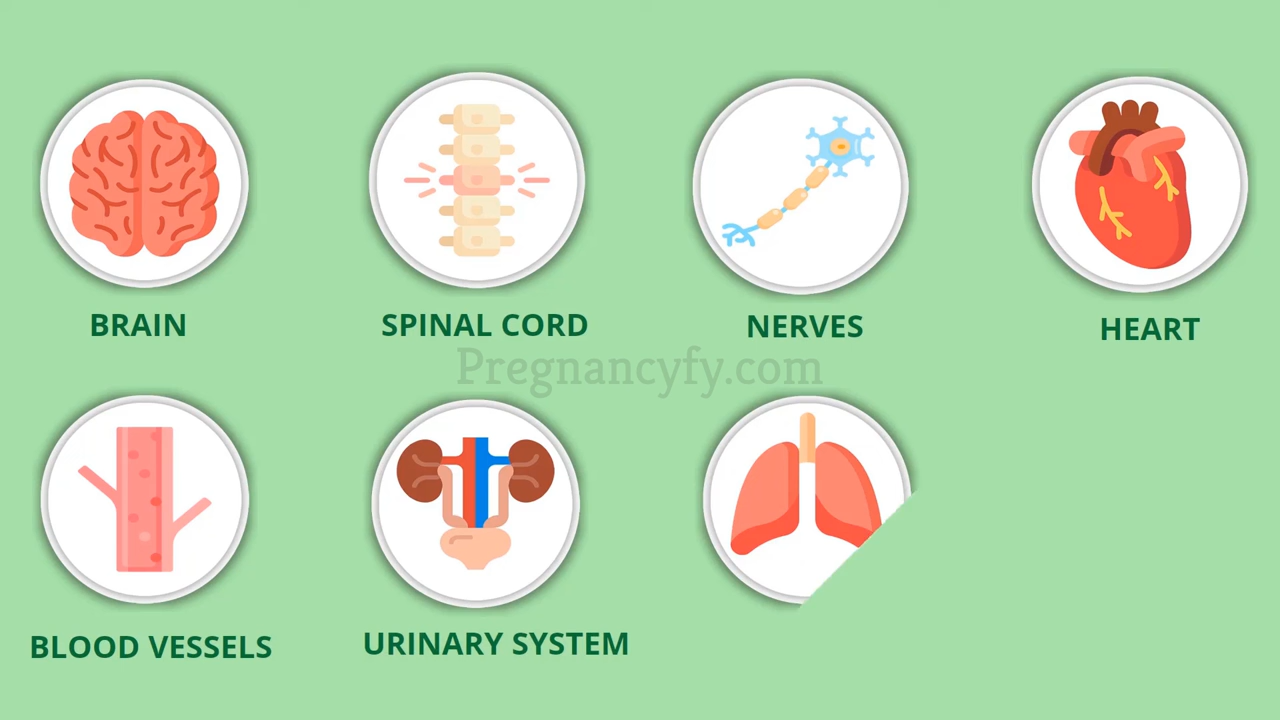 BRAIN
SPINAL CORD
NERVES
HEART
Pregnancyfy.com
BLOOD VESSELS
URINARY SYSTEM